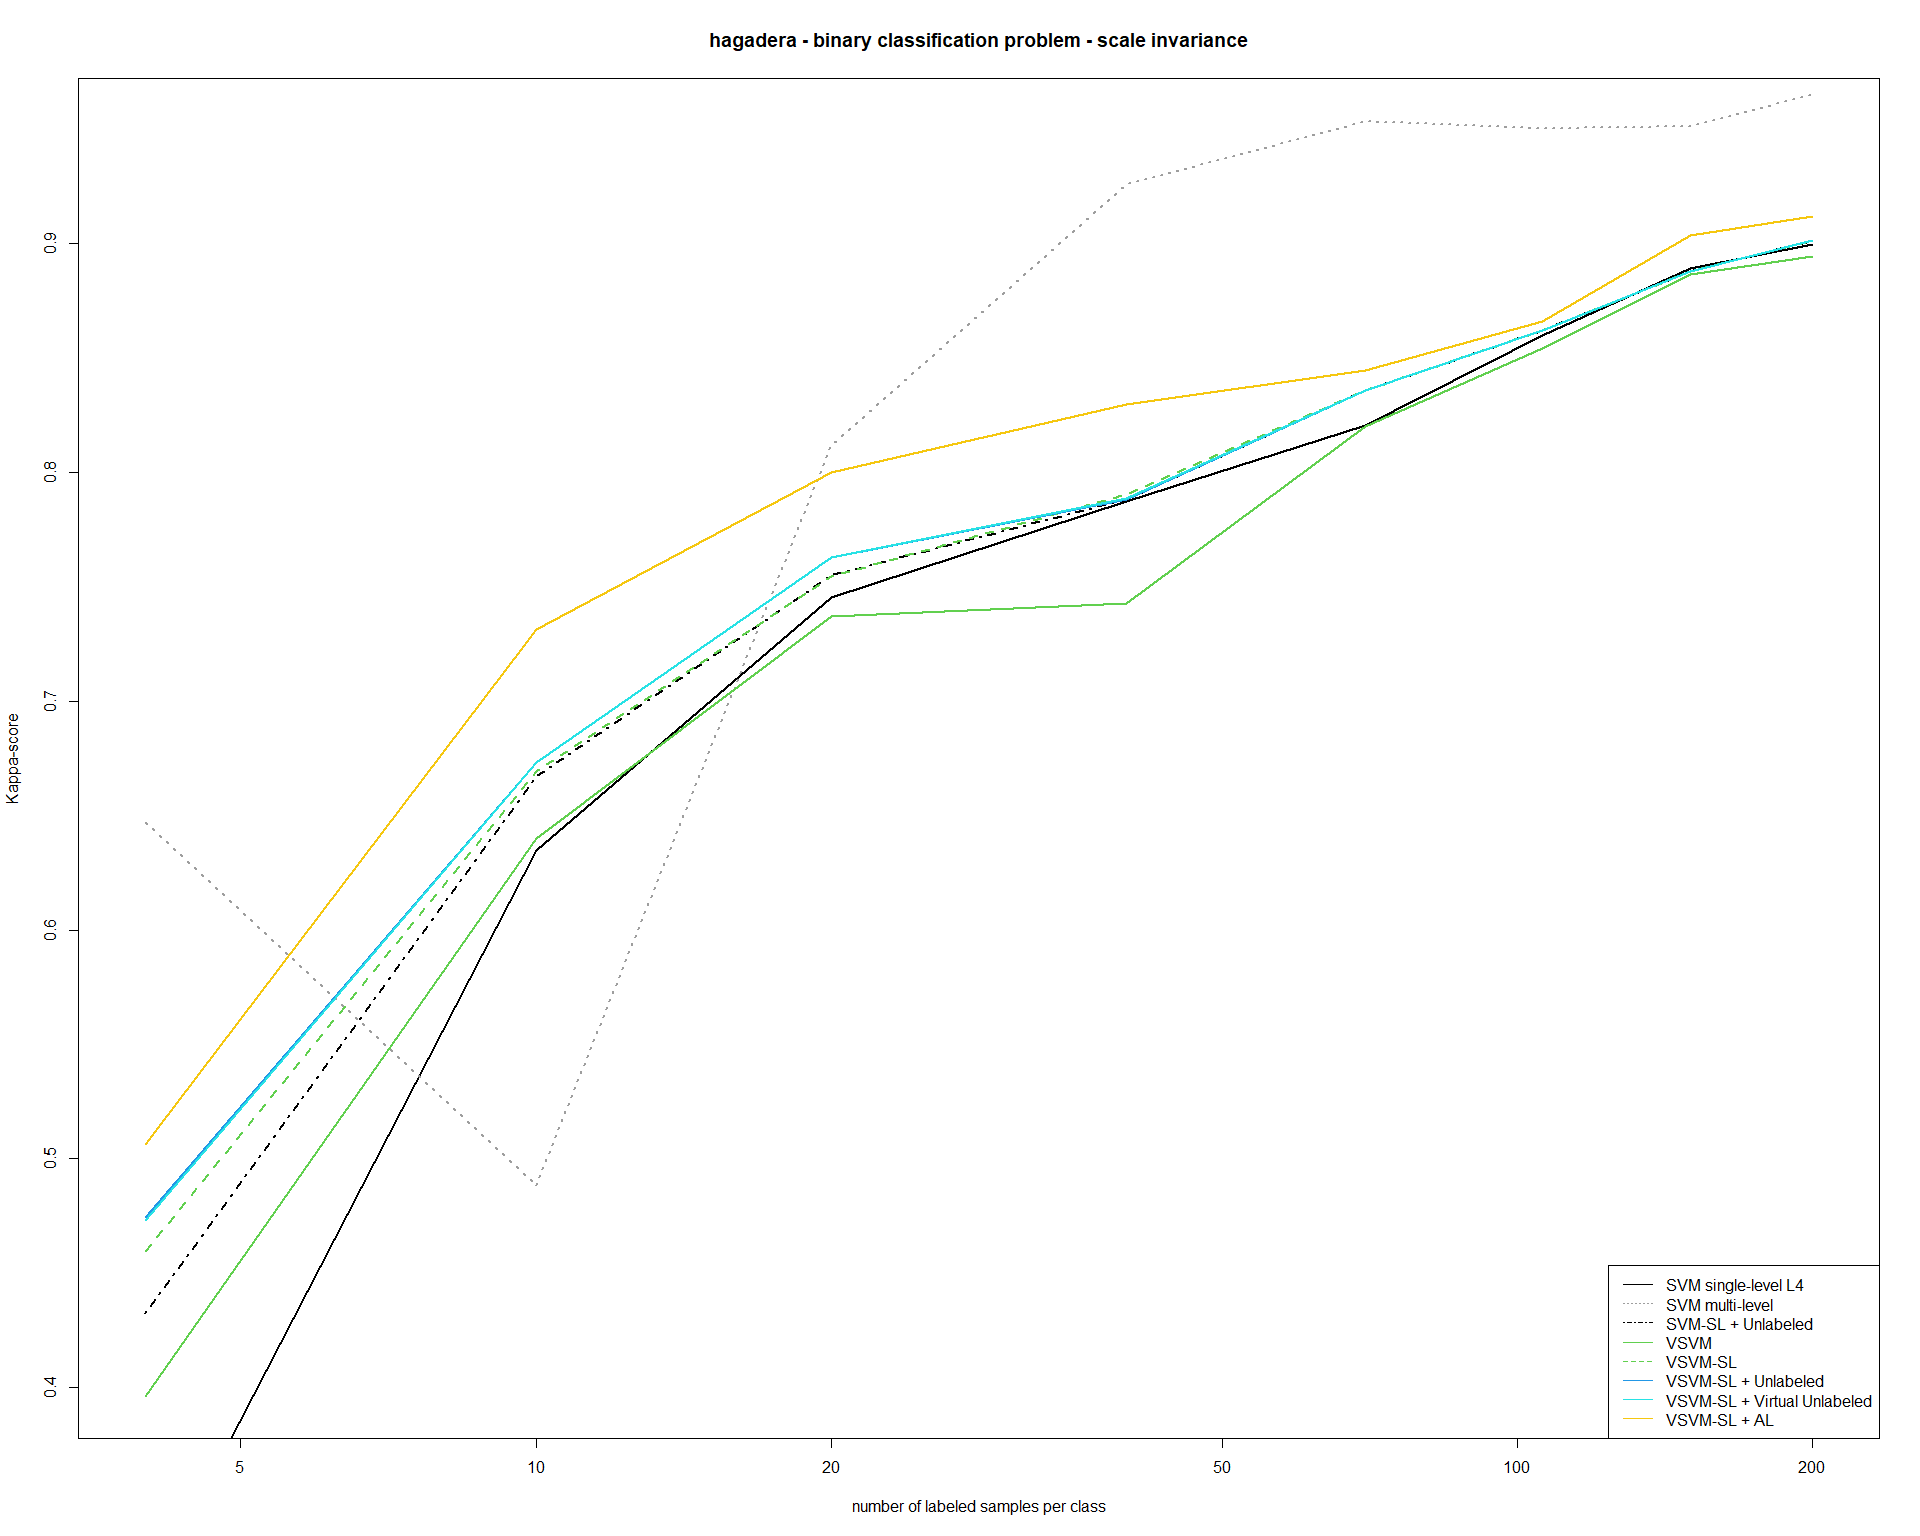 hagadera - binary classification problem - scale invariance
Kappa-score
0.9
0.8
0.7
0.6
0.5
0.4
5 10 20 50 100 200
number of labeled samples per class
SVM single-level L4
SVM multi-level
SVM-SL + Unlabeled
VSVM
VSVM-SL
VSVM-SL + Unlabeled
VSVM-SL + Virtual Unlabeled
VSVM-SL + AL